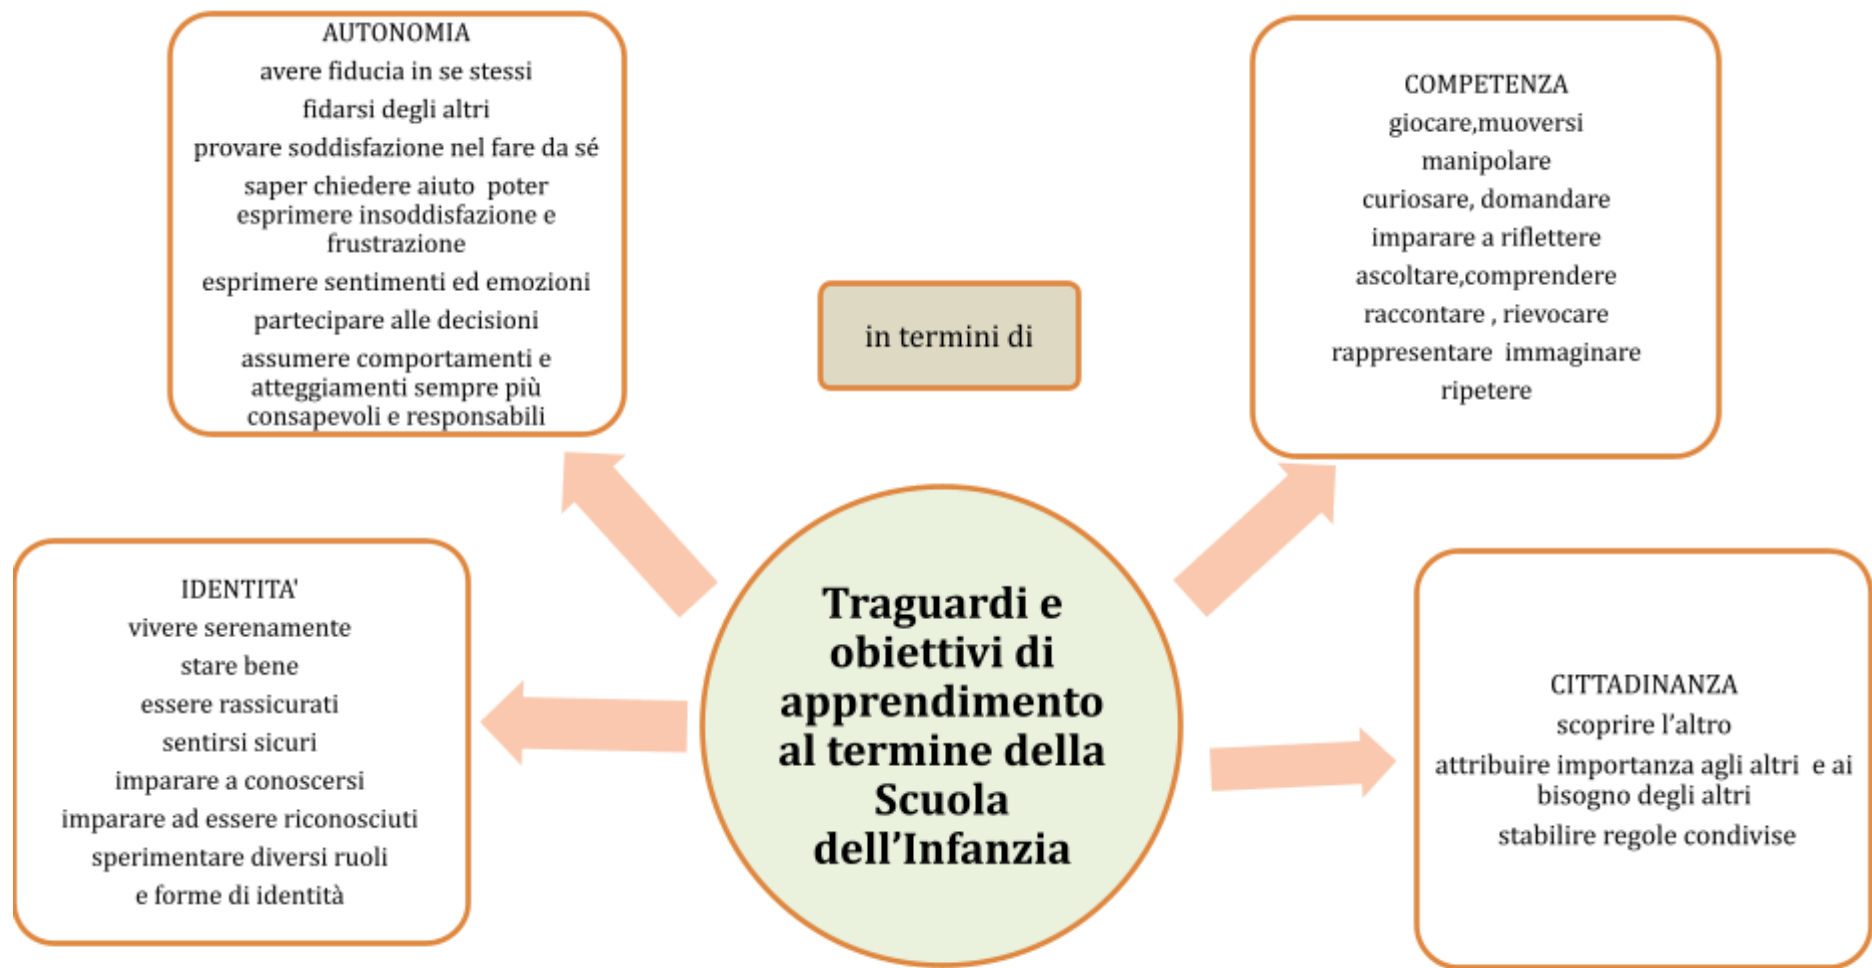 AUTONOMIA
avere fiducia in se stessi
fidarsi degli altri
provare soddisfazione nel fare da sé
saper chiedere aiuto  poter
esprimere insoddisfazione e
frustrazione
esprimere sentimenti ed emozioni
partecipare alle decisioni
assumere comportamenti e
atteggiamenti sempre più
consapevoli e responsabili
in termini di
COMPETENZA
giocare,muoversi
manipolare
curiosare, domandare
imparare a riflettere
ascoltare,comprendere
raccontare , rievocare
rappresentare  immaginare
ripetere
IDENTITA'
vivere serenamente
stare bene
essere rassicurati
sentirsi sicuri
imparare a conoscersi
imparare ad essere riconosciuti
sperimentare diversi ruoli
e forme di identità
Traguardi e
obiettivi di
apprendimento
al termine della
Scuola
dell’Infanzia
CITTADINANZA
scoprire l’altro
attribuire importanza agli altri  e ai
bisogno degli altri
stabilire regole condivise